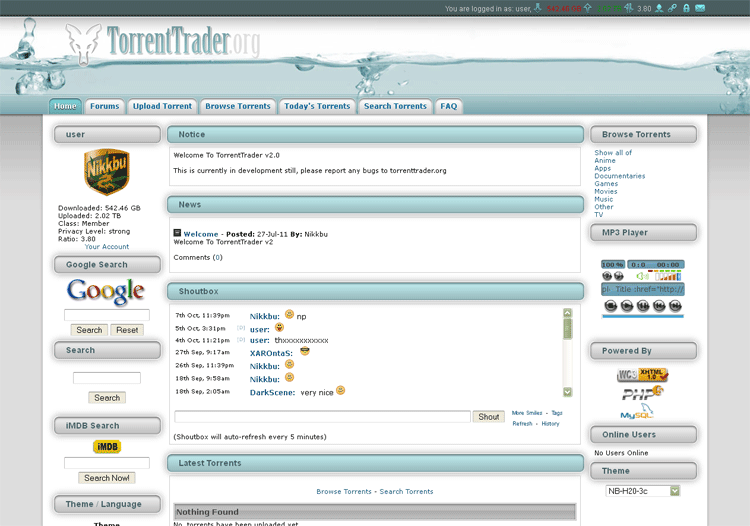 You are logged in as: user, 542.46 GB 3.80
TorrentTrader.org
Home Forums Upload Torrent Browse Torrents Today's Torrents Search Torrents FAQ
user
Nikkbu
Downloaded: 542.46 GB
Uploaded: 2.02 TB
Class: Member
Privacy Level: strong
Ratio: 3.80
Your Account
Google Search
Google
Search Reset
Search
Search
iMDB Search
iMDB
Search Now!
Theme / Language
Theme
Notice
Welcome To TorrentTrader v2.0
This is currently in development still, please report any bugs to torrenttrader.org
News
Welcome - Posted: 27-Jul-11 By: Nikkbu
Welcome To TorrentTrader v2
Comments (0)
Shoutbox
7th Oct, 11:39pm Nikkbu: np
5th Oct, 3:31pm user:
4th Oct, 11:21pm user: thxxxxxxxxxxx
27th Sep, 9:17am XAROntaS:
26th Sep, 11:39pm Nikkbu:
18th Sep, 9:58am Nikkbu:
18th Sep, 2:05am DarkScene: very nice
Shout
More Smiles - Tags
Refresh - History
(Shoutbox will auto-refresh every 5 minutes)
Latest Torrents
Browse Torrents - Search Torrents
Nothing Found
No torrents have been uploaded yet
Browse Torrents
Show all of
Anime
Apps
Documentaries
Games
Movies
Music
Other
TV
MP3 Player
100 % 0:0 00:00
pl- Title :href="http://
Powered By
W3C XHTML 1.0
PHP
MySQL
Online Users
No Users Online
Theme
NB-H20-3c